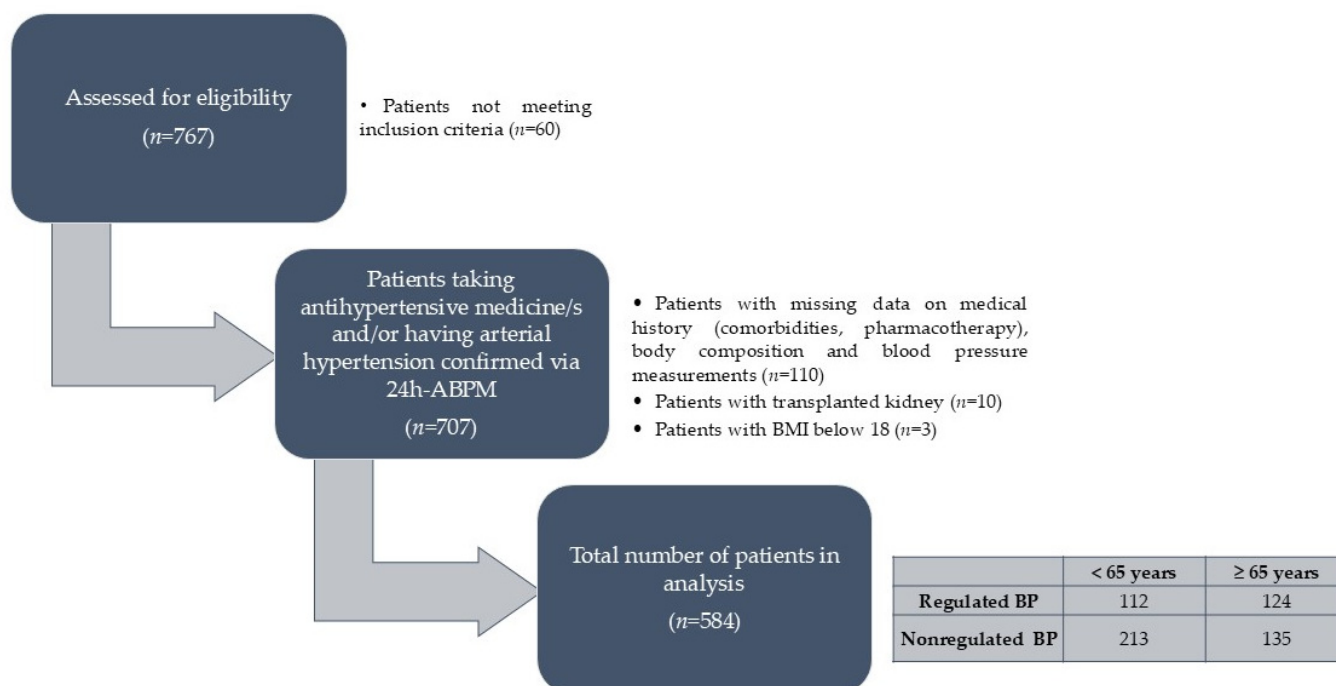 Assessed for eligibility
(n=767)
• Patients not meeting
inclusion criteria (n=60)
Patients taking
antihypertensive medicine/s
and/or having arterial
hypertension confirmed via
24h-ABPM
(n=707)
• Patients with missing data on medical
history (comorbidities, pharmacotherapy),
body composition and blood pressure
measurements (n=110)
• Patients with transplanted kidney (n=10)
• Patients with BMI below 18 (n=3)
Total number of patients in
analysis
(n=584)
< 65 years ≥ 65 years
Regulated BP 112 124
Nonregulated BP 213 135